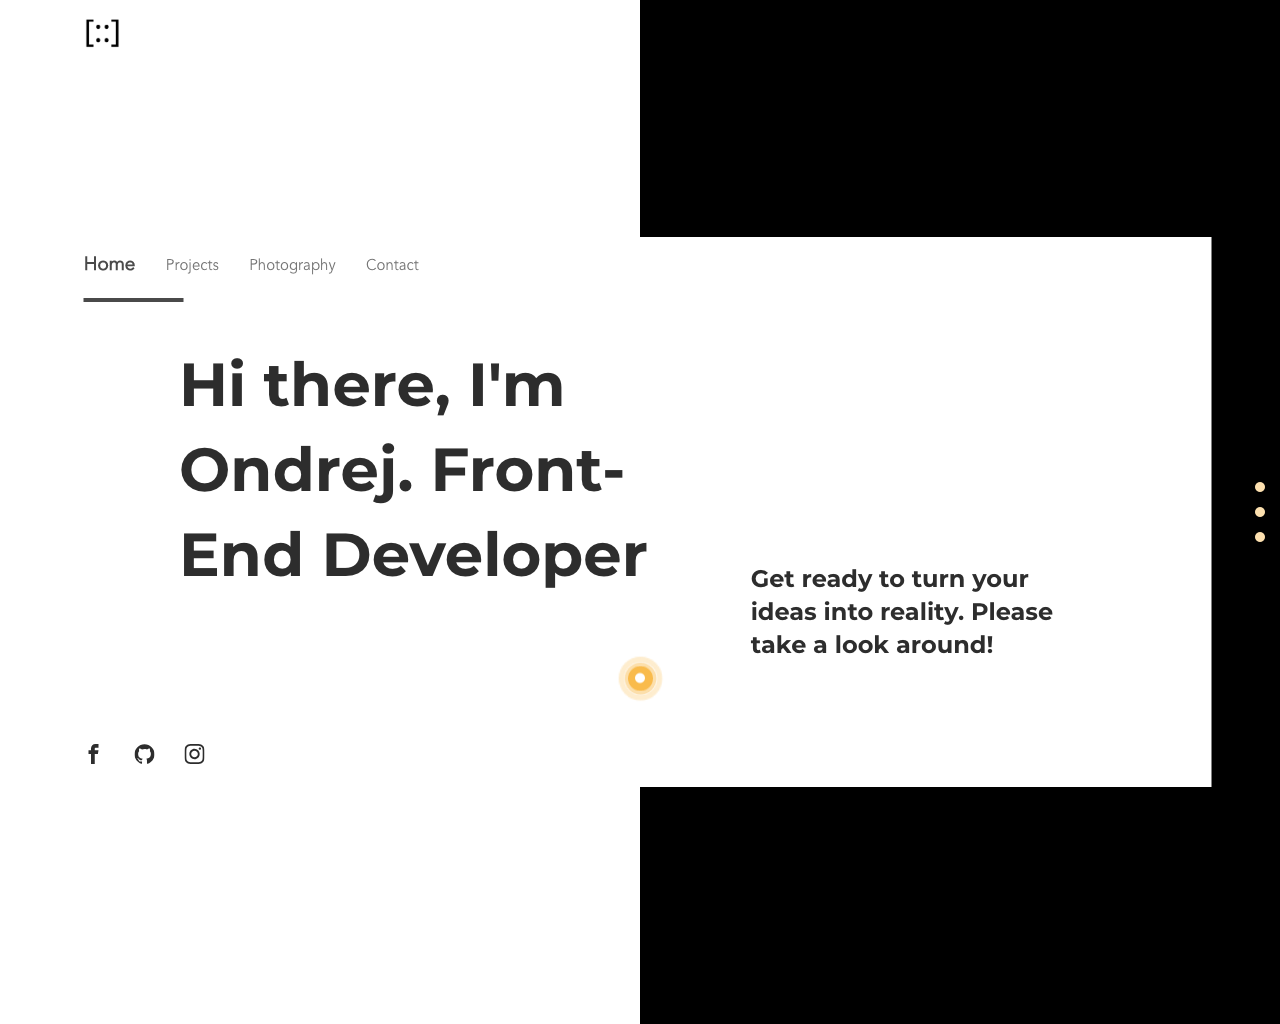 [::]
Home Projects Photography Contact
Hi there, I'm
Ondrej. Front-
End Developer
Get ready to turn your
ideas into reality. Please
take a look around!